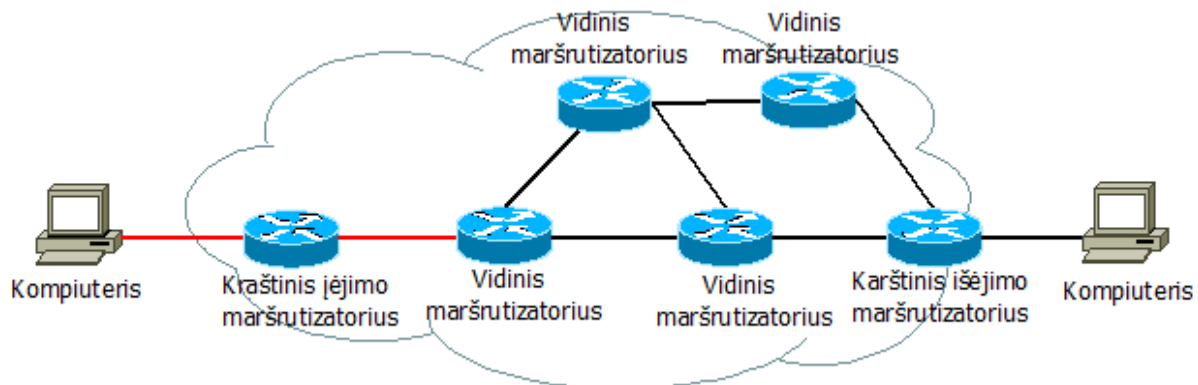 Vidinis
maršrutizatorius
Vidinis
maršrutizatorius
Kompiuteris
Kraštinis įėjimo
maršrutizatorius
Vidinis
maršrutizatorius
Vidinis
maršrutizatorius
Karštinis išėjimo
maršrutizatorius
Kompiuteris